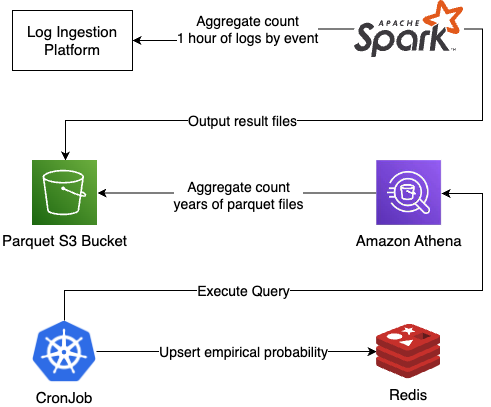 Log Ingestion
Platform
Aggregate count
1 hour of logs by event
APACHE
Spark
Output result files
Aggregate count
years of parquet files
Parquet S3 Bucket
Amazon Athena
Execute Query
Upsert empirical probability
CronJob
Redis